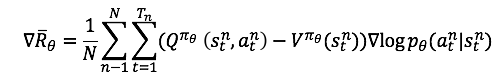 ∇R̄_θ = 1/N ∑_{n−1}^{N} ∑_{t=1}^{T_n} (Q^{π_θ} (s_t^n, a_t^n) − V^{π_θ}(s_t^n))∇log p_θ(a_t^n|s_t^n)